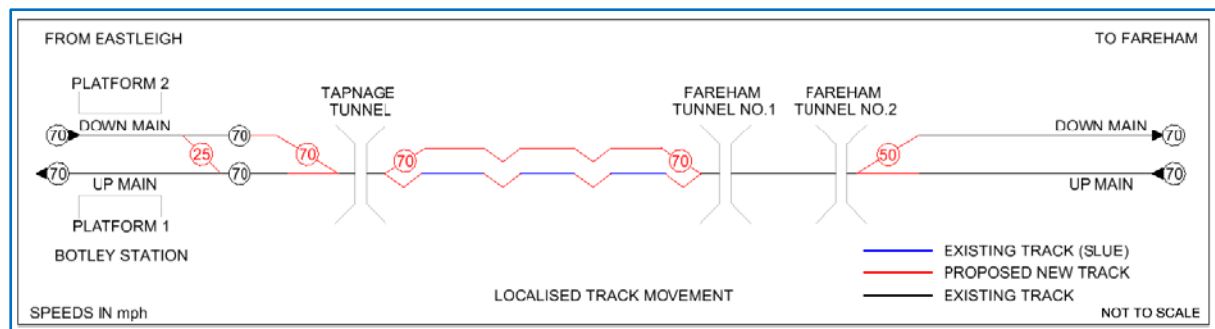 FROM EASTLEIGH
TO FAREHAM
PLATFORM 2
TAPNAGE
TUNNEL
FAREHAM
TUNNEL NO.1
FAREHAM
TUNNEL NO.2
70 DOWN MAIN 70 DOWN MAIN 70
25 70 70 70 50
70 UP MAIN 70 UP MAIN 70
PLATFORM 1
BOTLEY STATION
EXISTING TRACK (SLUE)
PROPOSED NEW TRACK
LOCALISED TRACK MOVEMENT
EXISTING TRACK
SPEEDS IN mph
NOT TO SCALE